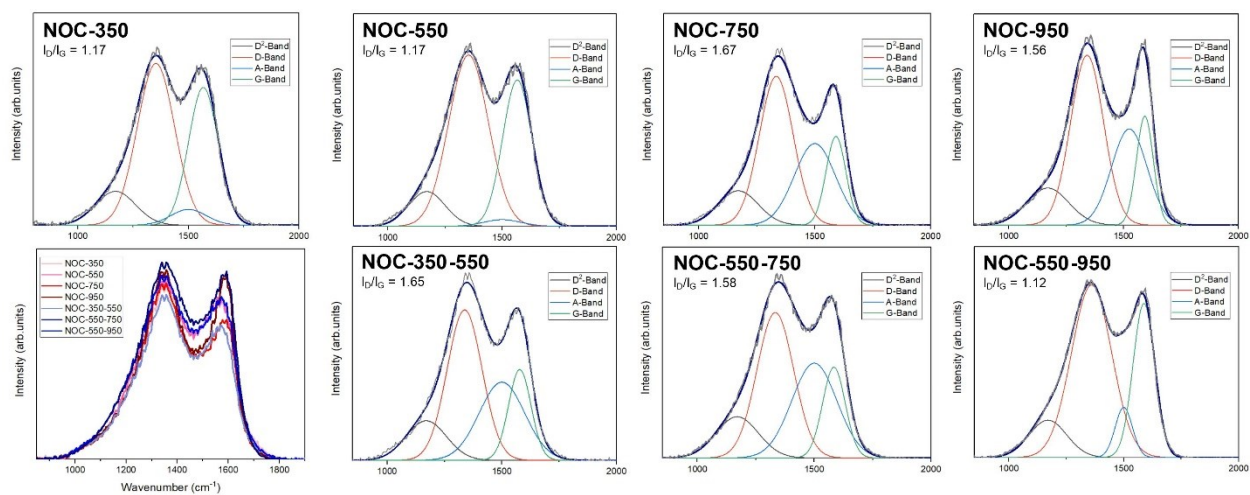 NOC-350
I_D/I_G = 1.17
D²-Band
D-Band
A-Band
G-Band
Intensity (arb.units)
1000
1500
2000
NOC-550
I_D/I_G = 1.17
D²-Band
D-Band
A-Band
G-Band
Intensity (arb.units)
1000
1500
2000
NOC-750
I_D/I_G = 1.67
D²-Band
D-Band
A-Band
G-Band
Intensity (arb.units)
1000
1500
2000
NOC-950
I_D/I_G = 1.56
D²-Band
D-Band
A-Band
G-Band
Intensity (arb.units)
1000
1500
2000
NOC-350
NOC-550
NOC-750
NOC-950
NOC-350-550
NOC-550-750
NOC-550-950
Intensity (arb.units)
1000
1200
1400
1600
1800
Wavenumber (cm⁻¹)
NOC-350-550
I_D/I_G = 1.65
D²-Band
D-Band
A-Band
G-Band
Intensity (arb.units)
1000
1500
2000
NOC-550-750
I_D/I_G = 1.58
D²-Band
D-Band
A-Band
G-Band
Intensity (arb.units)
1000
1500
2000
NOC-550-950
I_D/I_G = 1.12
D²-Band
D-Band
A-Band
G-Band
Intensity (arb.units)
1000
1500
2000